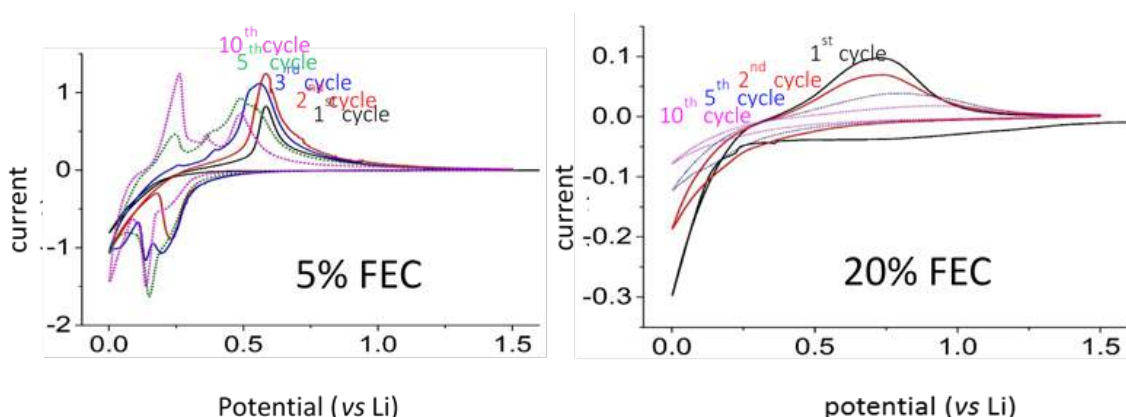 10th cycle
5th cycle
3rd cycle
2nd cycle
1st cycle
1
0
-1
-2
current
5% FEC
0.0 0.5 1.0 1.5
Potential (vs Li)
1st cycle
2nd cycle
5th cycle
10th cycle
0.1
0.0
-0.1
-0.2
-0.3
current
20% FEC
0.0 0.5 1.0 1.5
potential (vs Li)